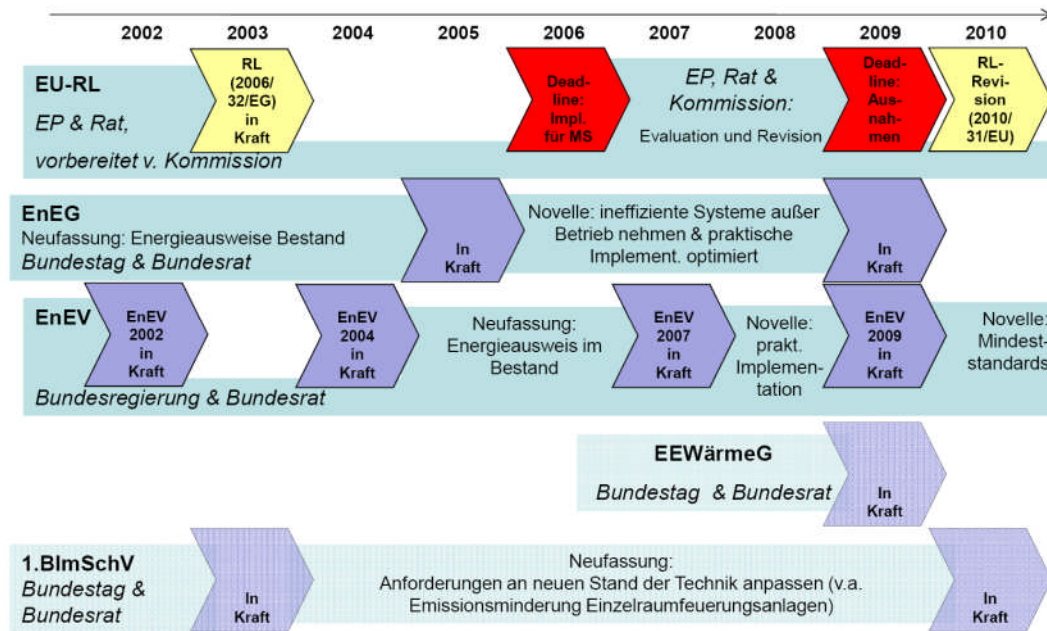 2002 2003 2004 2005 2006 2007 2008 2009 2010
EU-RL
EP & Rat,
vorbereitet v. Kommission
RL
(2006/
32/EG)
in
Kraft
Dead-
line:
Impl.
für MS
EP, Rat &
Kommission:
Evaluation und Revision
Dead-
line:
Aus-
nah-
men
RL-
Revi-
sion
(2010/
31/EU)
EnEG
Neufassung: Energieausweise Bestand
Bundestag & Bundesrat
In
Kraft
Novelle: ineffiziente Systeme außer
Betrieb nehmen & praktische
Implement. optimiert
In
Kraft
EnEV
Bundesregierung & Bundesrat
EnEV
2002
in
Kraft
EnEV
2004
in
Kraft
Neufassung:
Energieausweis im
Bestand
EnEV
2007
in
Kraft
Novelle:
prakt.
Implemen-
tation
EnEV
2009
in
Kraft
Novelle:
Mindest-
standards
EEWärmeG
Bundestag & Bundesrat
In
Kraft
1.BImSchV
Bundestag &
Bundesrat
In
Kraft
Neufassung:
Anforderungen an neuen Stand der Technik anpassen (v.a.
Emissionsminderung Einzelraumfeuerungsanlagen)
In
Kraft